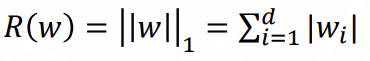 R(w) = ||w||₁ = ∑ᵢ₌₁ᵈ |wᵢ|